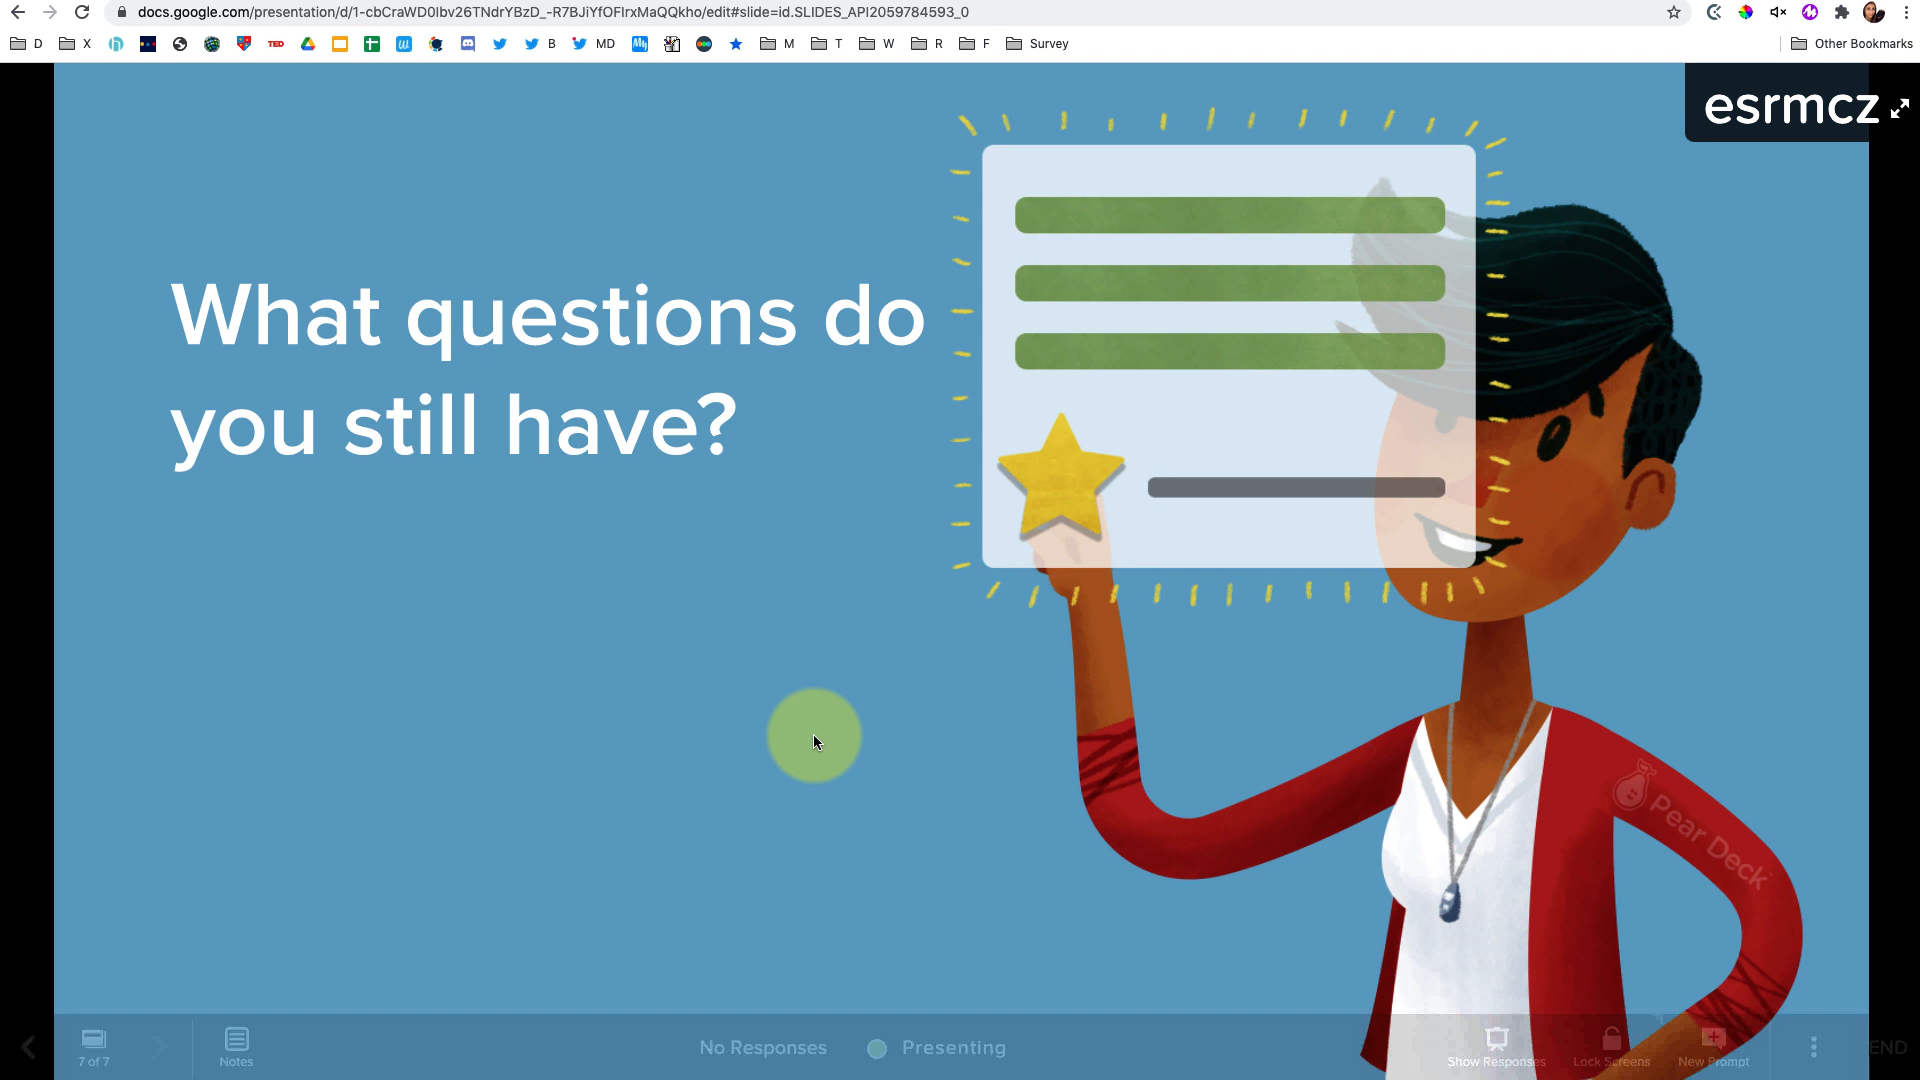 docs.google.com/presentation/d/1-cbCraWD0lbv26TNdrYBzD_-R7BJiYfOFIrxMaQQkho/edit#slide=id.SLIDES_API2059784593_0
D X TED B MD M T W R F Survey Other Bookmarks
esrmcz
What questions do
you still have?
Pear Deck
7 of 7
Notes
No Responses
Presenting
Show Responses
Lock Screens
New Prompt
END